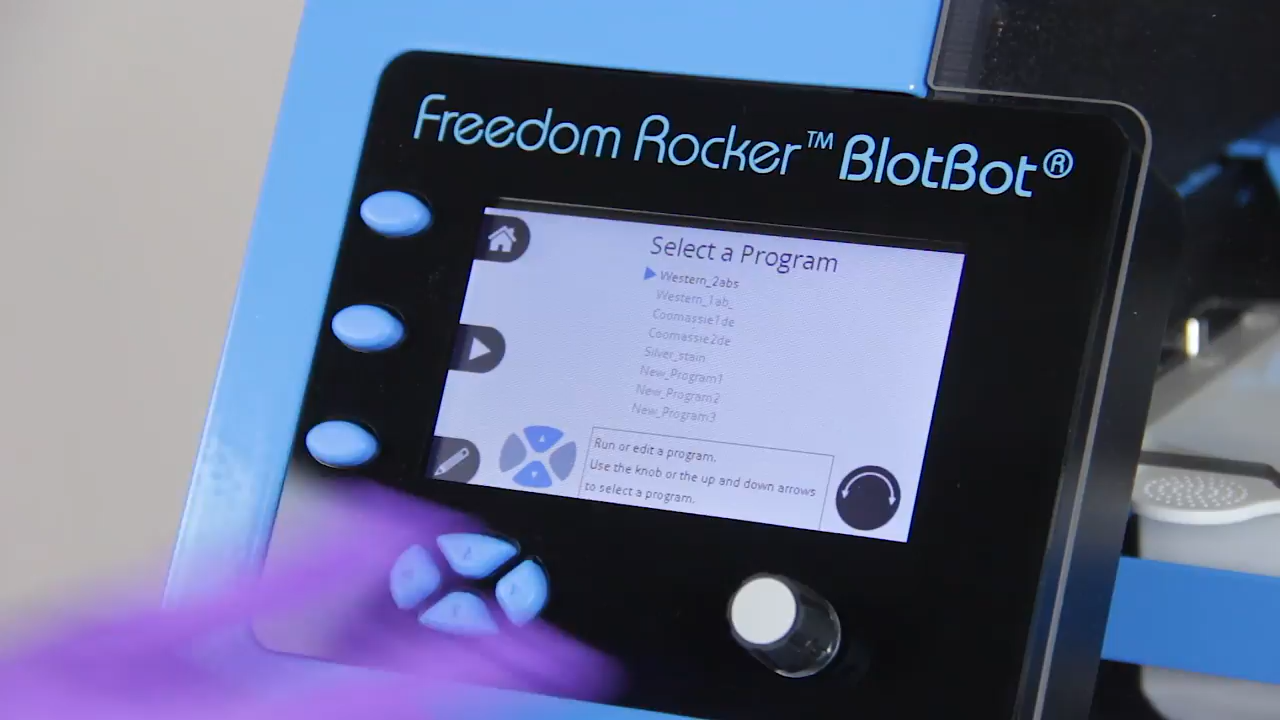 Freedom Rocker™ BlotBot®
Select a Program
Western_2abs
Western_1ab_
Coomassie1de
Coomassie2de
Silver_stain
New_Program1
New_Program2
New_Program3
Run or edit a program.
Use the knob or the up and down arrows
to select a program.